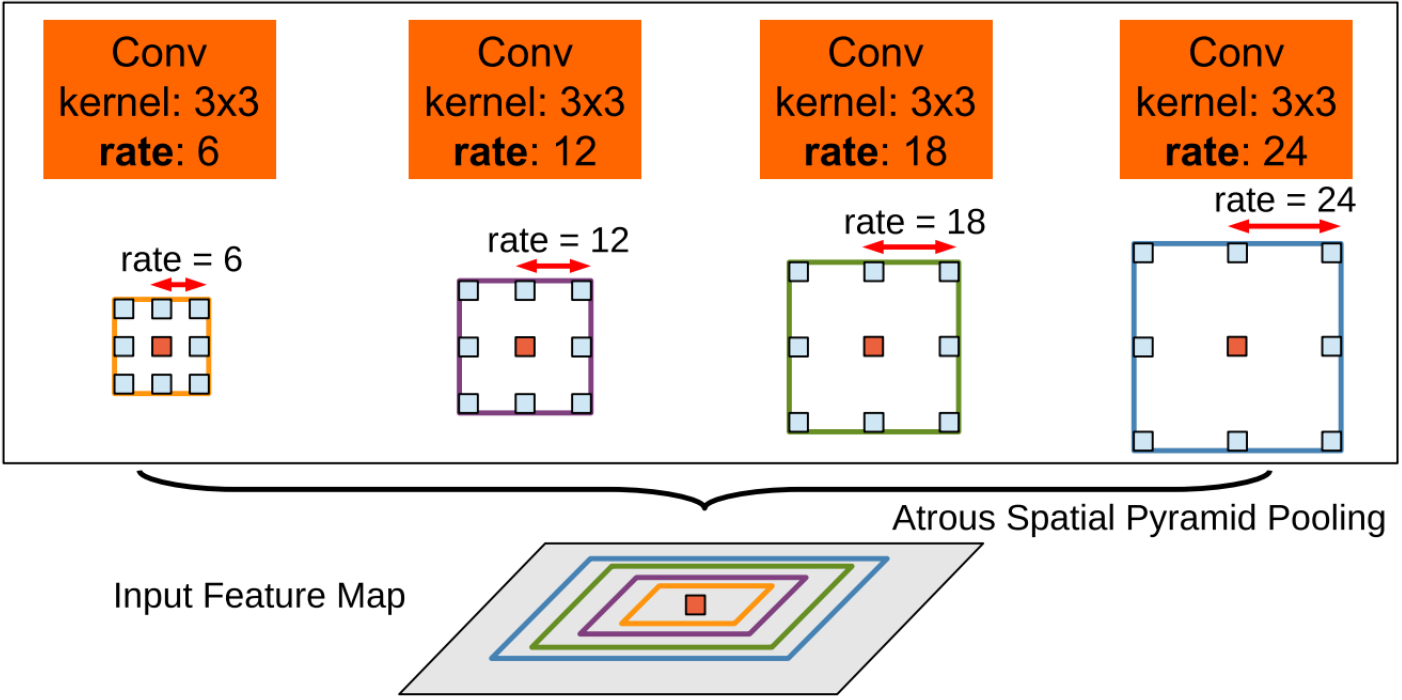 Conv
kernel: 3x3
rate: 6
Conv
kernel: 3x3
rate: 12
Conv
kernel: 3x3
rate: 18
Conv
kernel: 3x3
rate: 24
rate = 6
rate = 12
rate = 18
rate = 24
Atrous Spatial Pyramid Pooling
Input Feature Map